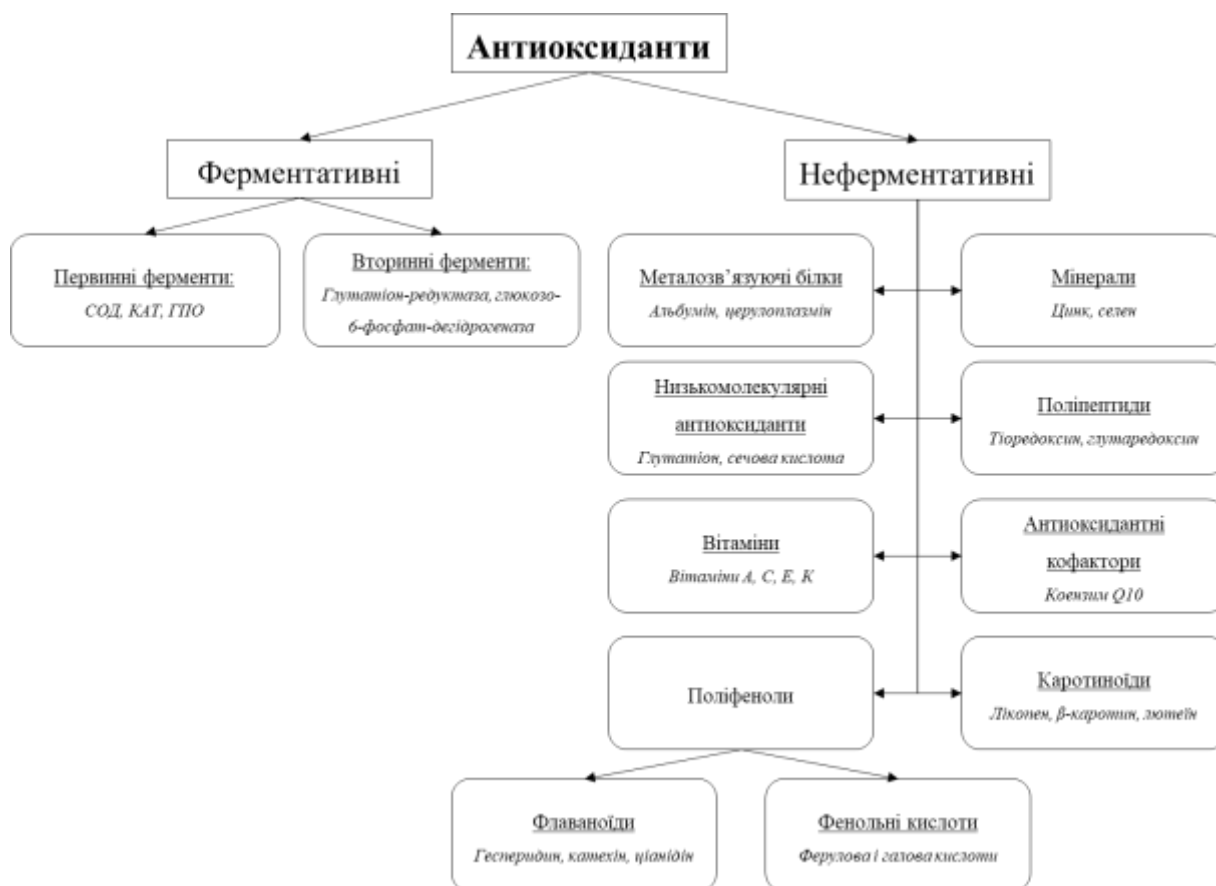 Антиоксиданти
Ферментативні
Неферментативні
Первинні ферменти:
СОД, КАТ, ГПО
Вторинні ферменти:
Глутатіон-редуктаза, глюкозо-
6-фосфат-дегідрогеназа
Металозв’язуючі білки
Альбумін, церулоплазмін
Мінерали
Цинк, селен
Низькомолекулярні
антиоксиданти
Глутатіон, сечова кислота
Поліпептиди
Тіоредоксин, глутаредоксин
Вітаміни
Вітаміни А, С, Е, К
Антиоксидантні
кофактори
Коензим Q10
Поліфеноли
Каротиноїди
Лікопен, β-каротин, лютеїн
Флаваноїди
Гесперидин, катехін, ціанідін
Фенольні кислоти
Ферулова і галова кислоти